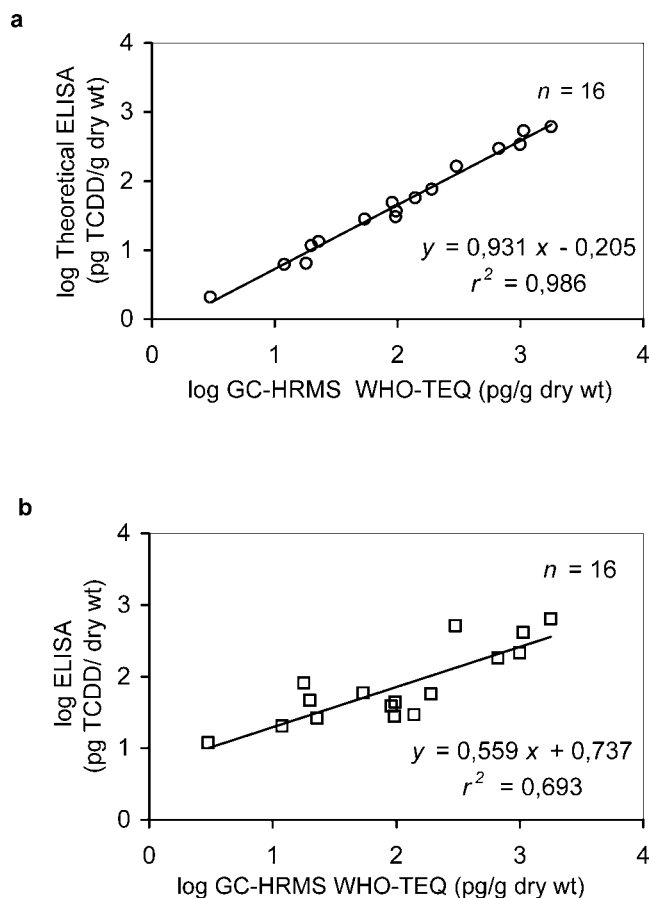 a
log Theoretical ELISA
(pg TCDD/g dry wt)
4
3
2
1
0
n = 16
y = 0,931 x - 0,205
r² = 0,986
0 1 2 3 4
log GC-HRMS WHO-TEQ (pg/g dry wt)
b
log ELISA
(pg TCDD/ dry wt)
4
3
2
1
0
n = 16
y = 0,559 x + 0,737
r² = 0,693
0 1 2 3 4
log GC-HRMS WHO-TEQ (pg/g dry wt)